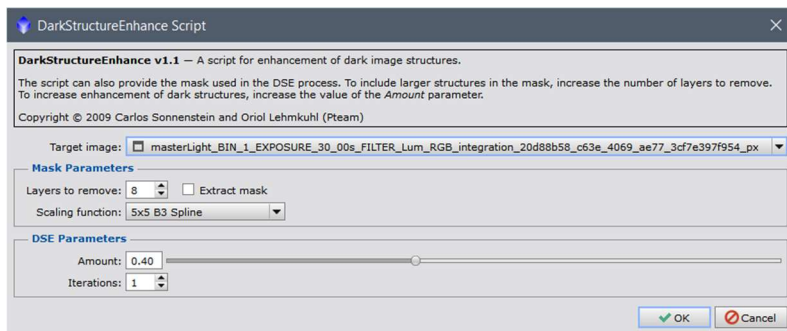 DarkStructureEnhance Script
DarkStructureEnhance v1.1 — A script for enhancement of dark image structures.
The script can also provide the mask used in the DSE process. To include larger structures in the mask, increase the number of layers to remove.
To increase enhancement of dark structures, increase the value of the Amount parameter.
Copyright © 2009 Carlos Sonnenstein and Oriol Lehmkuhl (Pteam)
Target image: masterLight_BIN_1_EXPOSURE_30_00s_FILTER_Lum_RGB_integration_20d88b58_c63e_4069_ae77_3cf7e397f954_px
Mask Parameters
Layers to remove: 8 Extract mask
Scaling function: 5x5 B3 Spline
DSE Parameters
Amount: 0.40
Iterations: 1
OK Cancel